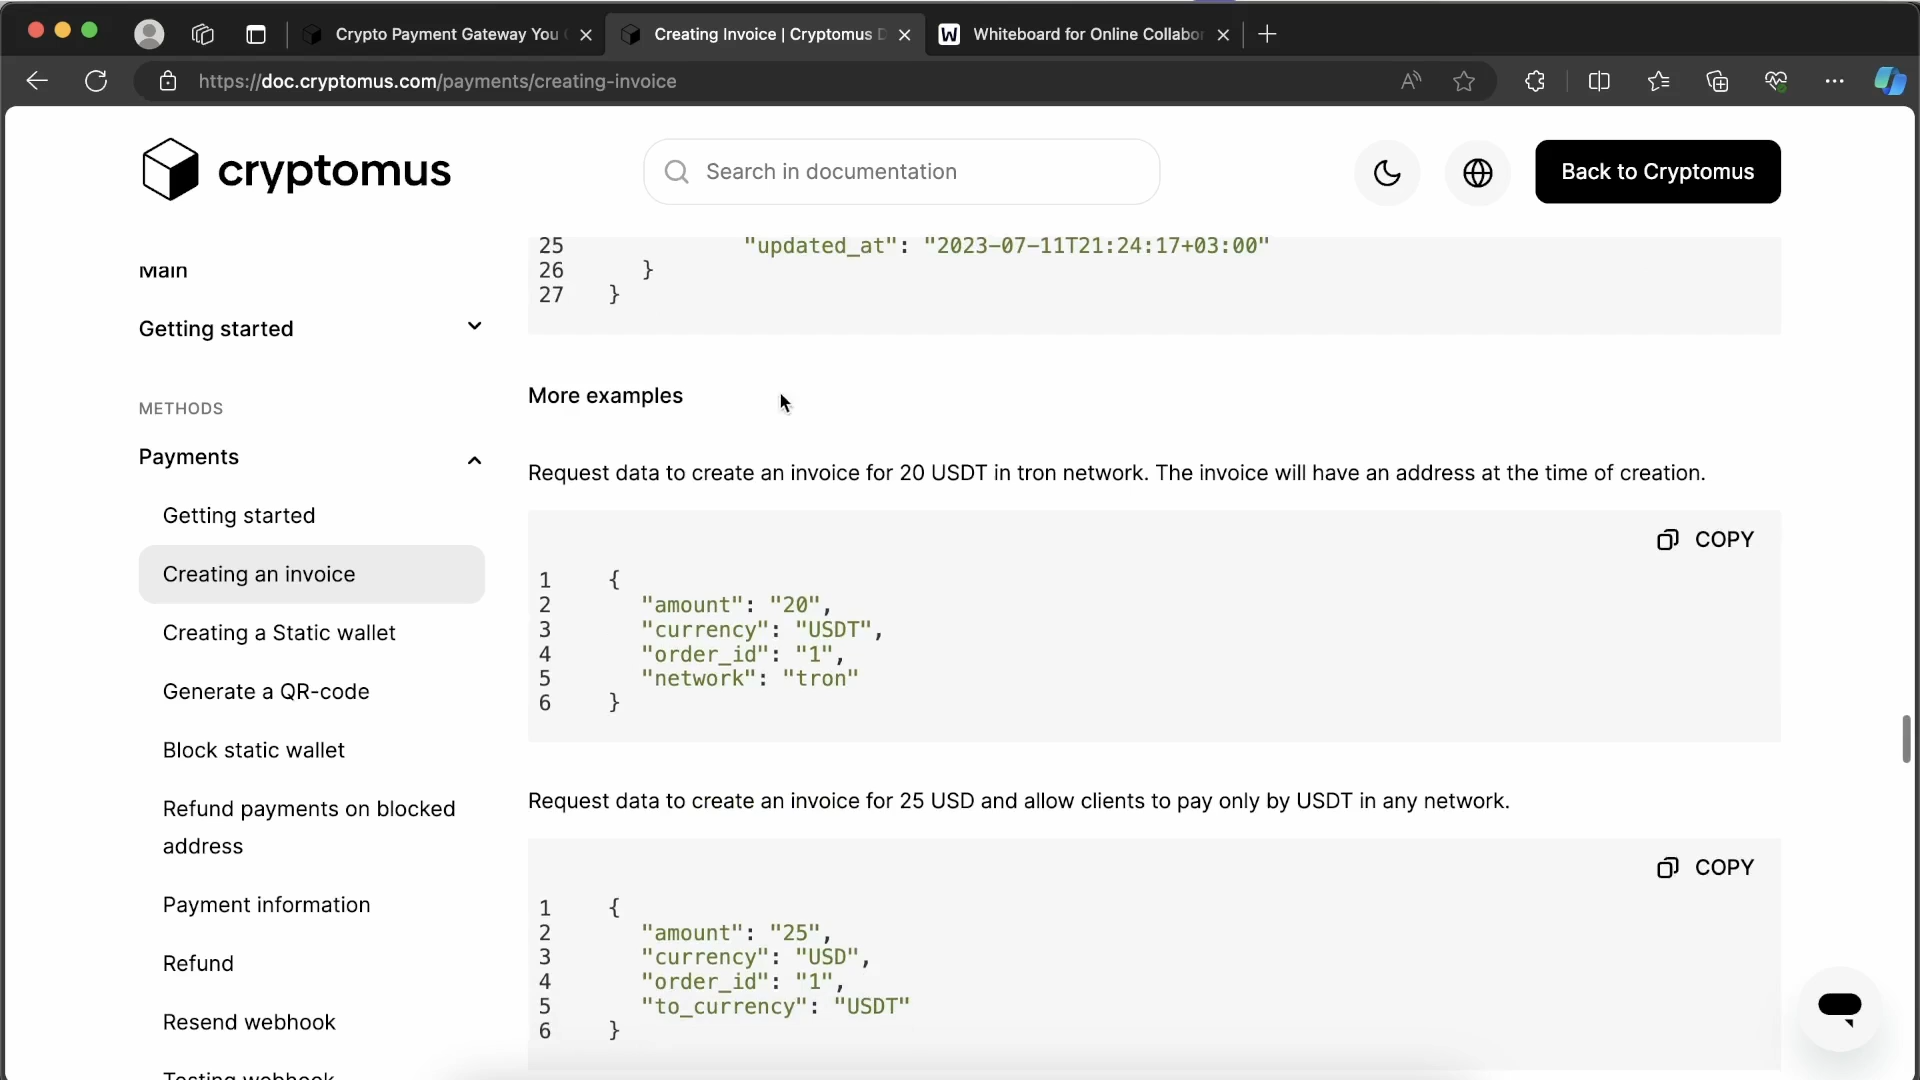 Crypto Payment Gateway You
Creating Invoice | Cryptomus D
W Whiteboard for Online Collabor
https://doc.cryptomus.com/payments/creating-invoice
cryptomus
Search in documentation
Back to Cryptomus
Main
Getting started
METHODS
Payments
Getting started
Creating an invoice
Creating a Static wallet
Generate a QR-code
Block static wallet
Refund payments on blocked
address
Payment information
Refund
Resend webhook
Testing webhook
25 "updated_at": "2023-07-11T21:24:17+03:00"
26 }
27 }
More examples
Request data to create an invoice for 20 USDT in tron network. The invoice will have an address at the time of creation.
COPY
1 {
2 "amount": "20",
3 "currency": "USDT",
4 "order_id": "1",
5 "network": "tron"
6 }
Request data to create an invoice for 25 USD and allow clients to pay only by USDT in any network.
COPY
1 {
2 "amount": "25",
3 "currency": "USD",
4 "order_id": "1",
5 "to_currency": "USDT"
6 }